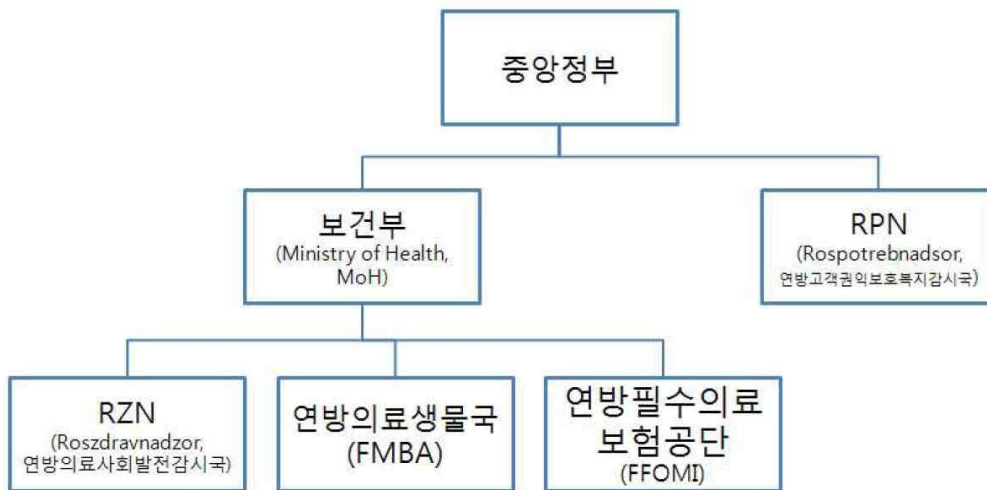 중앙정부
보건부
(Ministry of Health,
MoH)
RPN
(Rospotrebnadsor,
연방고객권익보호복지감시국)
RZN
(Roszdravnadzor,
연방의료사회발전감시국)
연방의료생물국
(FMBA)
연방필수의료
보험공단
(FFOMI)